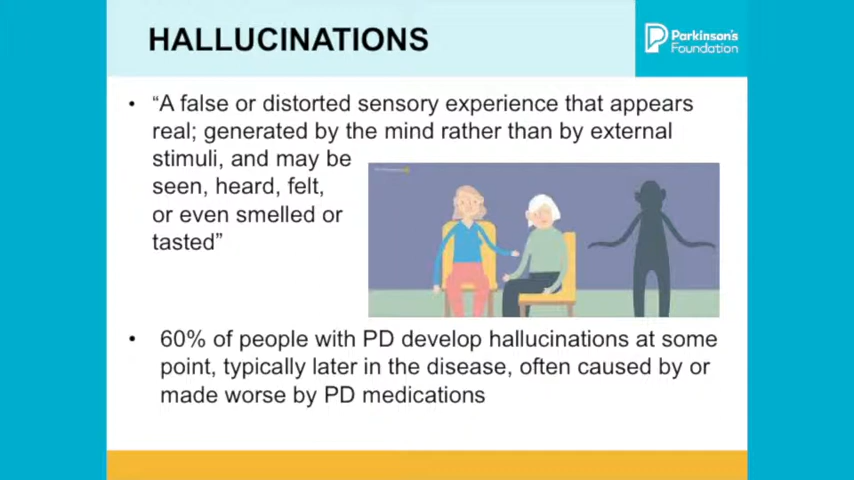 HALLUCINATIONS
Parkinson's
Foundation
• “A false or distorted sensory experience that appears
real; generated by the mind rather than by external
stimuli, and may be
seen, heard, felt,
or even smelled or
tasted”
• 60% of people with PD develop hallucinations at some
point, typically later in the disease, often caused by or
made worse by PD medications